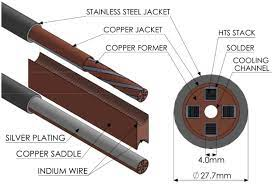 STAINLESS STEEL JACKET
COPPER JACKET
COPPER FORMER
HTS STACK
SOLDER
COOLING
CHANNEL
SILVER PLATING
COPPER SADDLE
INDIUM WIRE
4.0mm
∅ 27.7mm